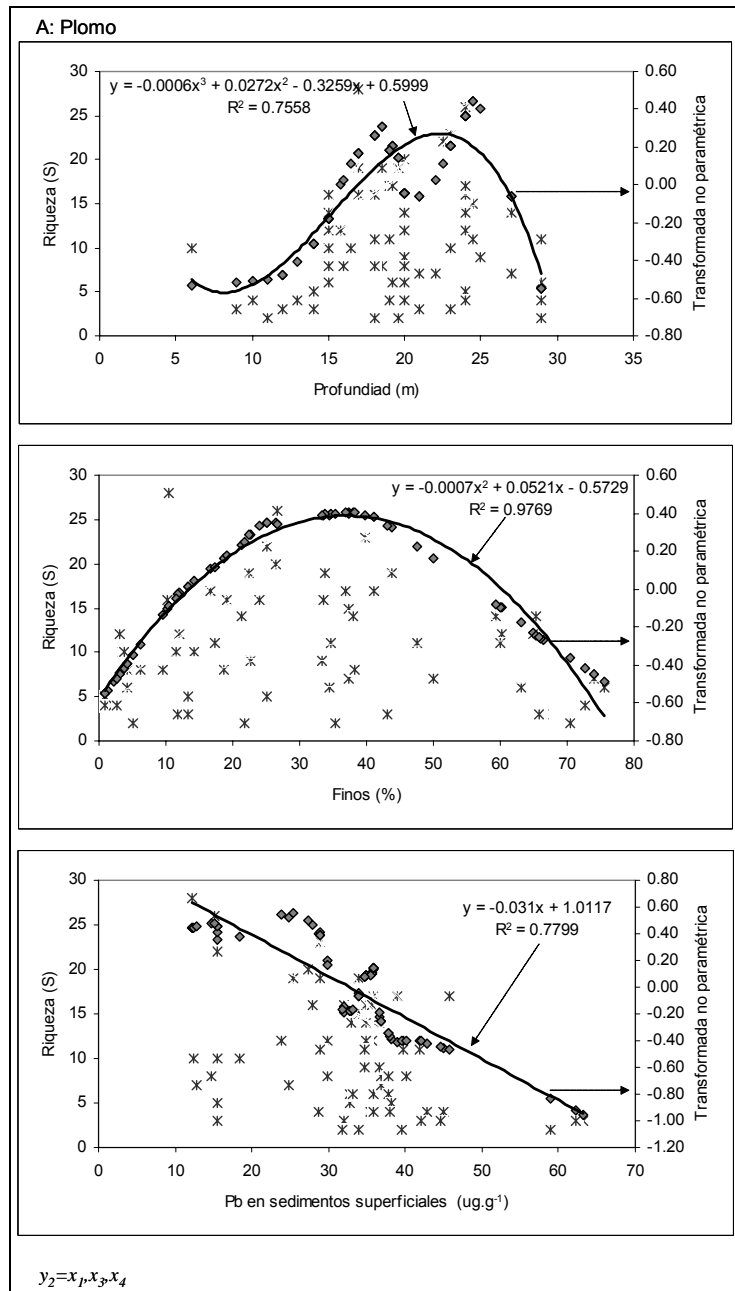 A: Plomo
y = -0.0006x³ + 0.0272x² - 0.3259x + 0.5999
R² = 0.7558
Riqueza (S)
30
25
20
15
10
5
0
0.60
0.40
0.20
0.00
-0.20
-0.40
-0.60
-0.80
Transformada no paramétrica
0 5 10 15 20 25 30 35
Profundiad (m)
y = -0.0007x² + 0.0521x - 0.5729
R² = 0.9769
Riqueza (S)
30
25
20
15
10
5
0
0.60
0.40
0.20
0.00
-0.20
-0.40
-0.60
-0.80
Transformada no paramétrica
0 10 20 30 40 50 60 70 80
Finos (%)
y = -0.031x + 1.0117
R² = 0.7799
Riqueza (S)
30
25
20
15
10
5
0
0.80
0.60
0.40
0.20
0.00
-0.20
-0.40
-0.60
-0.80
-1.00
-1.20
Transformada no paramétrica
0 10 20 30 40 50 60 70
Pb en sedimentos superficiales (ug.g⁻¹)
y₂=x₁,x₃,x₄